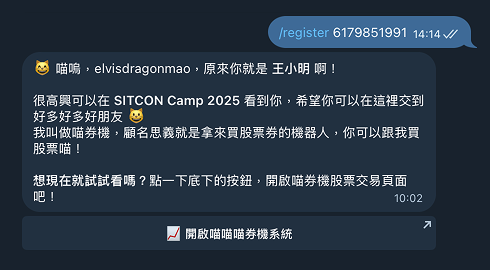 /register 6179851991 14:14
😺 喵嗚，elvisdragonmao，原來你就是 王小明 啊！
很高興可以在 SITCON Camp 2025 看到你，希望你可以在這裡交到
好多好多好朋友 😺
我叫做喵券機，顧名思義就是拿來買股票券的機器人，你可以跟我買
股票喵！
想現在就試試看嗎？點一下底下的按鈕，開啟喵券機股票交易頁面
吧！
10:02
📈 開啟喵喵喵券機系統